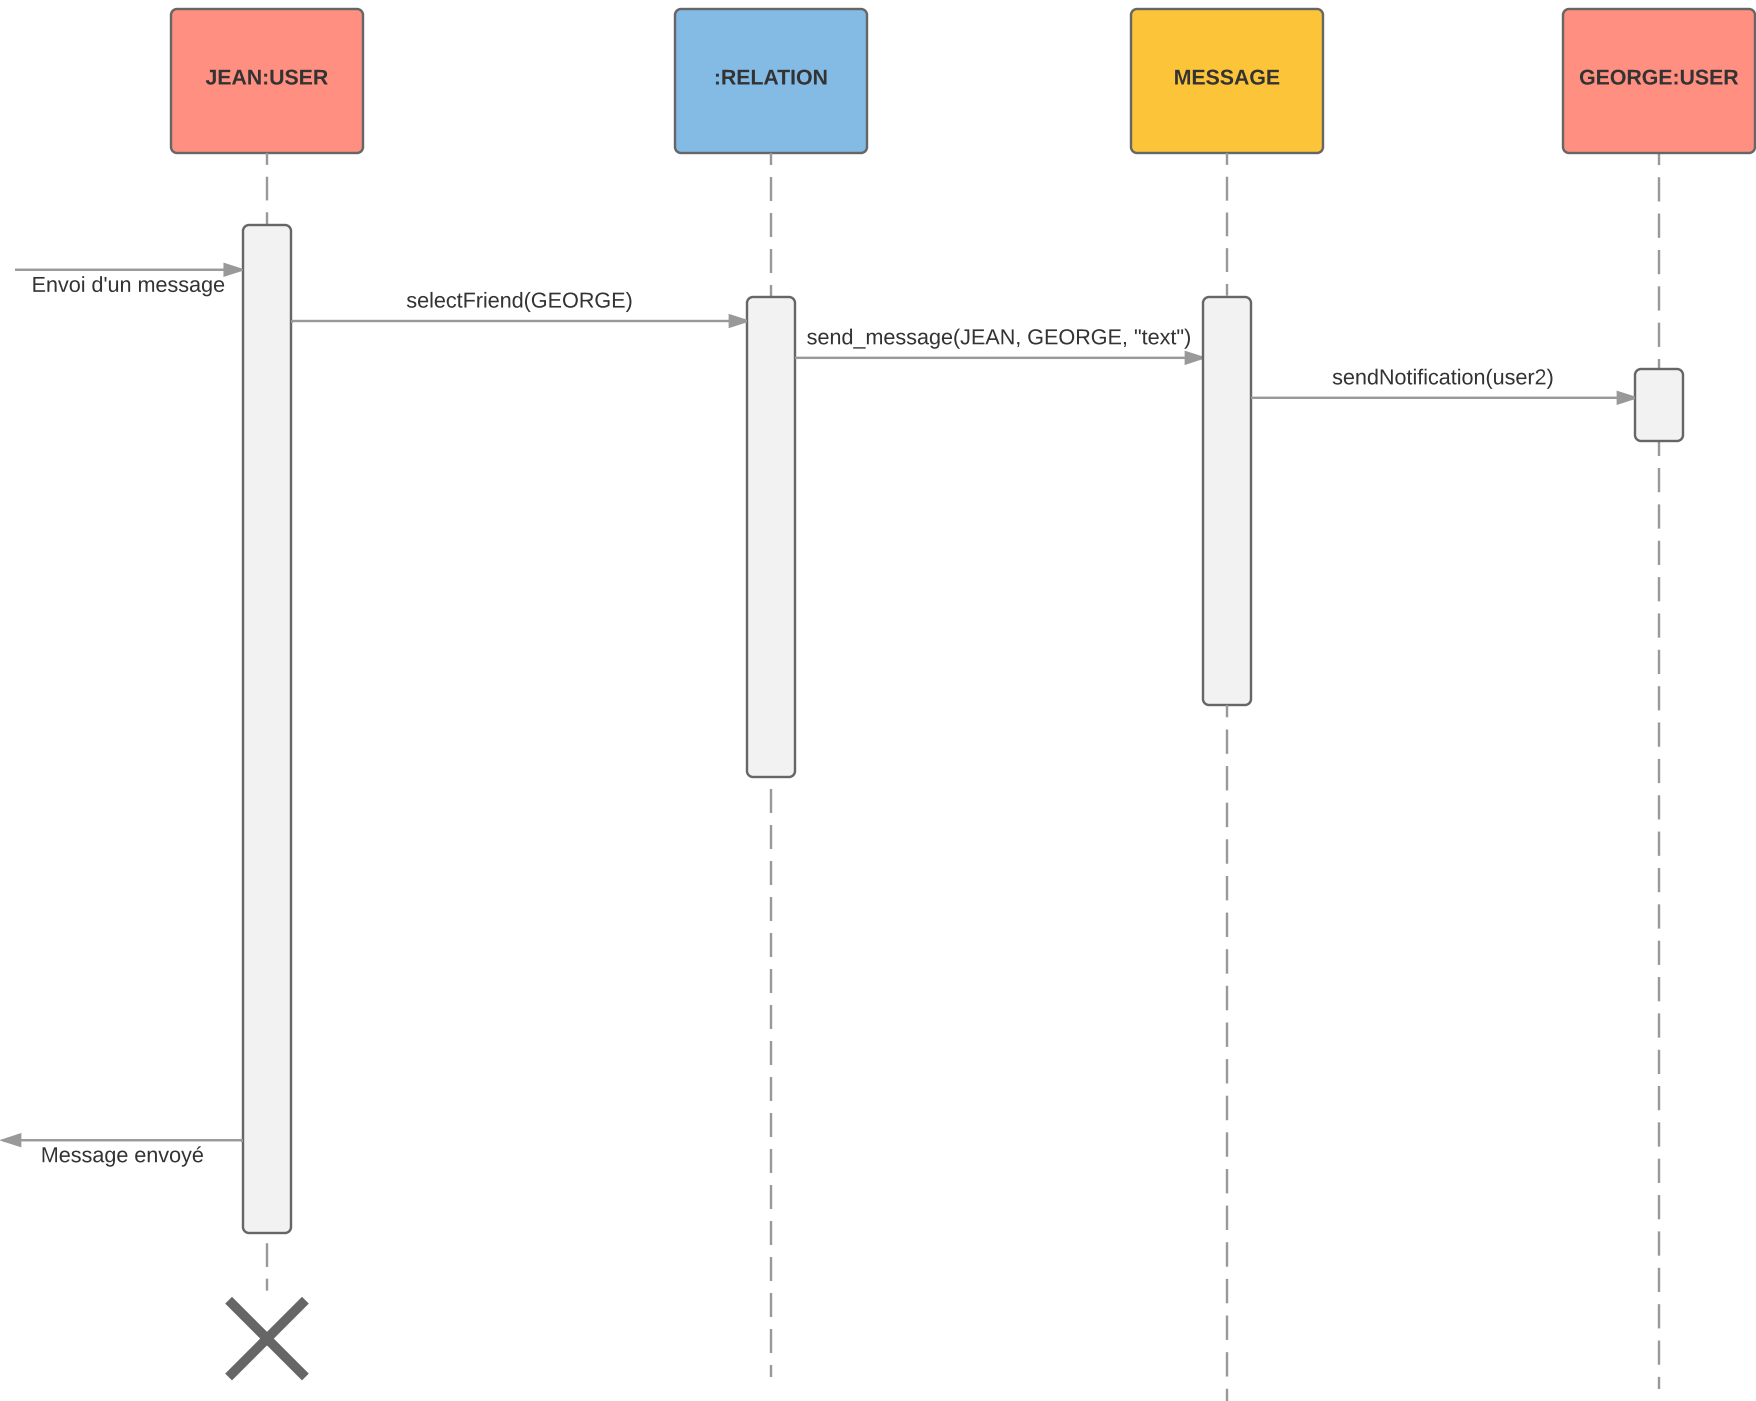 JEAN:USER
:RELATION
MESSAGE
GEORGE:USER
Envoi d'un message
selectFriend(GEORGE)
send_message(JEAN, GEORGE, "text")
sendNotification(user2)
Message envoyé